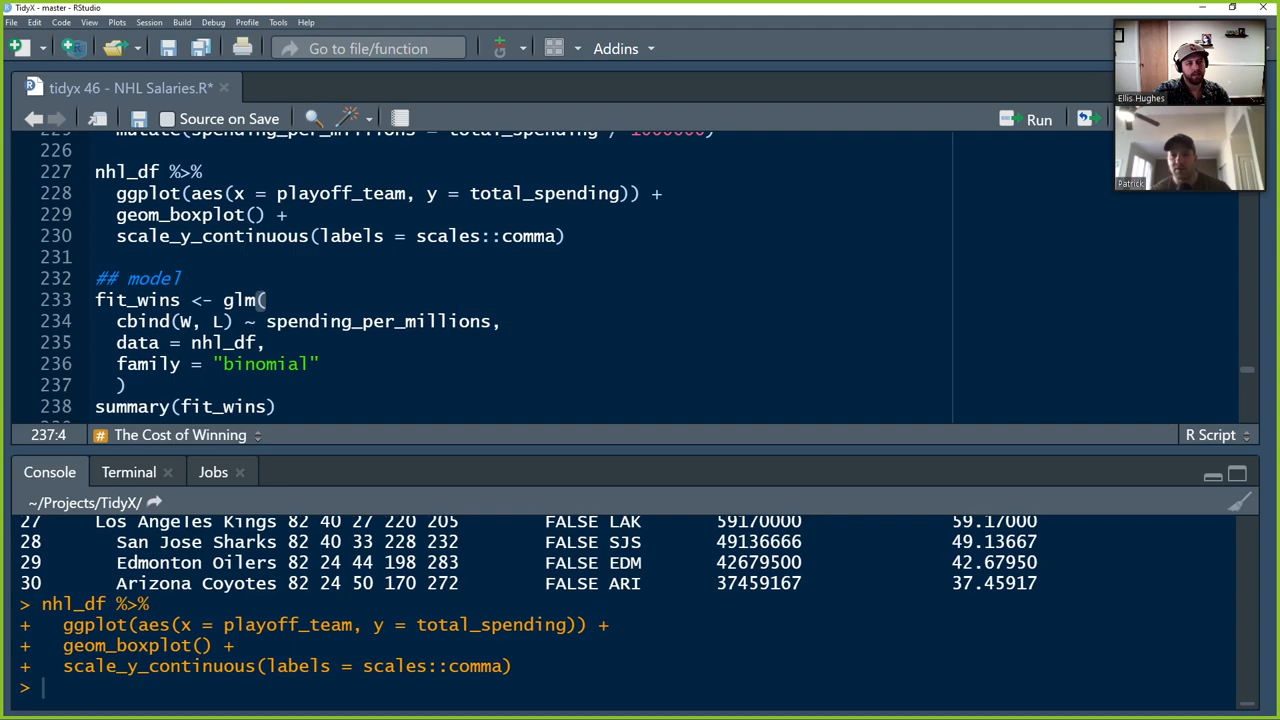 TidyX - master - RStudio
File Edit Code View Plots Session Build Debug Profile Tools Help
Go to file/function
Addins
tidyx 46 - NHL Salaries.R*
Source on Save
Run
Ellis Hughes
Patrick
225 mutate(spending_per_millions = total_spending / 1000000)
226
227 nhl_df %>%
228 ggplot(aes(x = playoff_team, y = total_spending)) +
229 geom_boxplot() +
230 scale_y_continuous(labels = scales::comma)
231
232 ## model
233 fit_wins <- glm(
234 cbind(W, L) ~ spending_per_millions,
235 data = nhl_df,
236 family = "binomial"
237 )
238 summary(fit_wins)
237:4 # The Cost of Winning R Script
Console Terminal Jobs
~/Projects/TidyX/
27 Los Angeles Kings 82 40 27 220 205 FALSE LAK 59170000 59.17000
28 San Jose Sharks 82 40 33 228 232 FALSE SJS 49136666 49.13667
29 Edmonton Oilers 82 24 44 198 283 FALSE EDM 42679500 42.67950
30 Arizona Coyotes 82 24 50 170 272 FALSE ARI 37459167 37.45917
> nhl_df %>%
+ ggplot(aes(x = playoff_team, y = total_spending)) +
+ geom_boxplot() +
+ scale_y_continuous(labels = scales::comma)
>